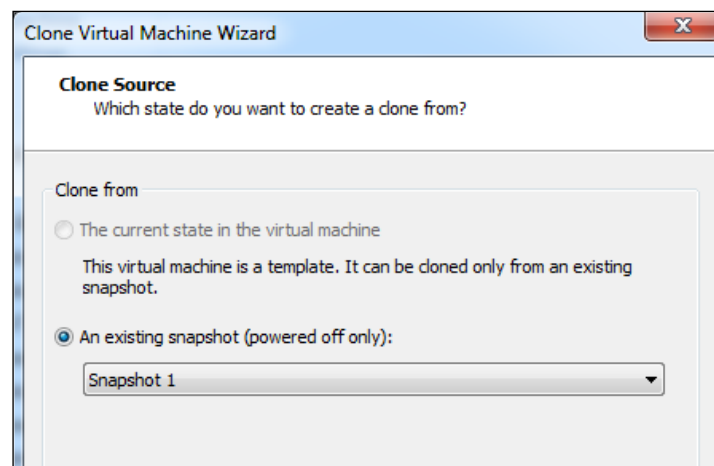 Clone Virtual Machine Wizard
Clone Source
Which state do you want to create a clone from?
Clone from
The current state in the virtual machine
This virtual machine is a template. It can be cloned only from an existing
snapshot.
An existing snapshot (powered off only):
Snapshot 1